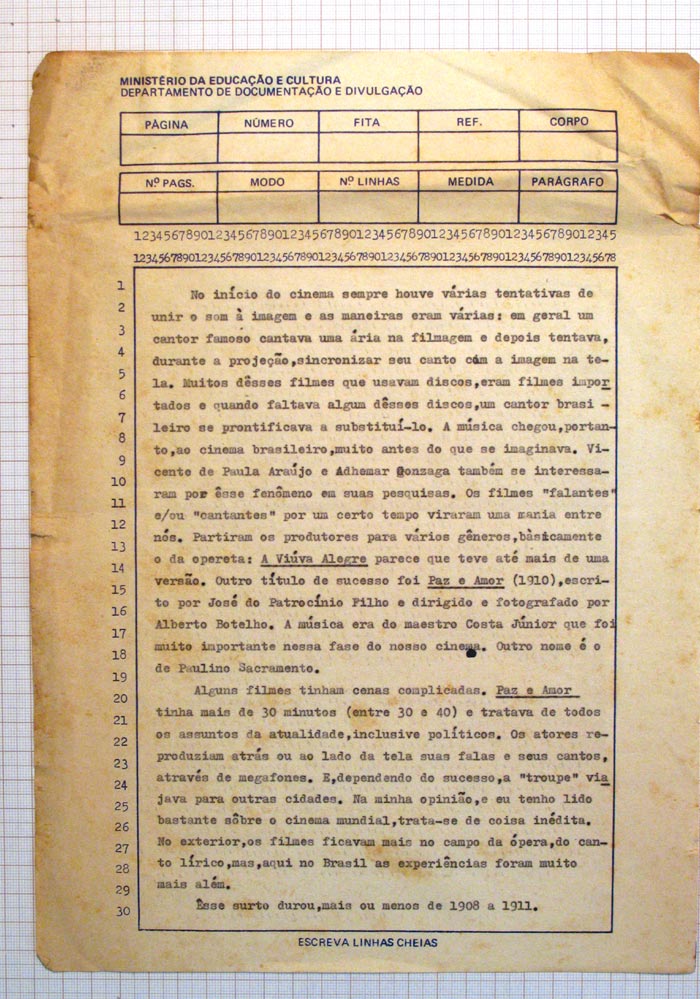 MINISTÉRIO DA EDUCAÇÃO E CULTURA
DEPARTAMENTO DE DOCUMENTAÇÃO E DIVULGAÇÃO
PÁGINA NÚMERO FITA REF. CORPO
Nº PAGS. MODO Nº LINHAS MEDIDA PARÁGRAFO
1234567890123456789012345678901234567890123456789012345
1234567890123456789012345678901234567890123456789012345678
1 No início do cinema sempre houve várias tentativas de
2 unir o som à imagem e as maneiras eram várias: em geral um
3 cantor famoso cantava uma ária na filmagem e depois tentava,
4 durante a projeção,sincronizar seu canto com a imagem na te-
5 la. Muitos dêsses filmes que usavam discos,eram filmes impor
6 tados e quando faltava algum dêsses discos,um cantor brasi -
7 leiro se prontificava a substituí-lo. A música chegou,portan-
8 to,ao cinema brasileiro,muito antes do que se imaginava. Vi-
9 cente de Paula Araújo e Adhemar Gonzaga também se interessa-
10 ram por êsse fenômeno em suas pesquisas. Os filmes "falantes"
11 e/ou "cantantes" por um certo tempo viraram uma mania entre
12 nós. Partiram os produtores para vários gêneros,bàsicamente
13 o da opereta: A Viúva Alegre parece que teve até mais de uma
14 versão. Outro título de sucesso foi Paz e Amor (1910),escri-
15 to por José do Patrocínio Filho e dirigido e fotografado por
16 Alberto Botelho. A música era do maestro Costa Júnior que foi
17 muito importante nessa fase do nosso cinema. Outro nome é o
18 de Paulino Sacramento.
19 Alguns filmes tinham cenas complicadas. Paz e Amor
20 tinha mais de 30 minutos (entre 30 e 40) e tratava de todos
21 os assuntos da atualidade,inclusive políticos. Os atores re-
22 produziam atrás ou ao lado da tela suas falas e seus cantos,
23 através de megafones. E,dependendo do sucesso,a "troupe" via
24 java para outras cidades. Na minha opinião,e eu tenho lido
25 bastante sôbre o cinema mundial,trata-se de coisa inédita.
26 No exterior,os filmes ficavam mais no campo da ópera,do can-
27 to lírico,mas,aqui no Brasil as experiências foram muito
28 mais além.
29 Êsse surto durou,mais ou menos de 1908 a 1911.
30
ESCREVA LINHAS CHEIAS